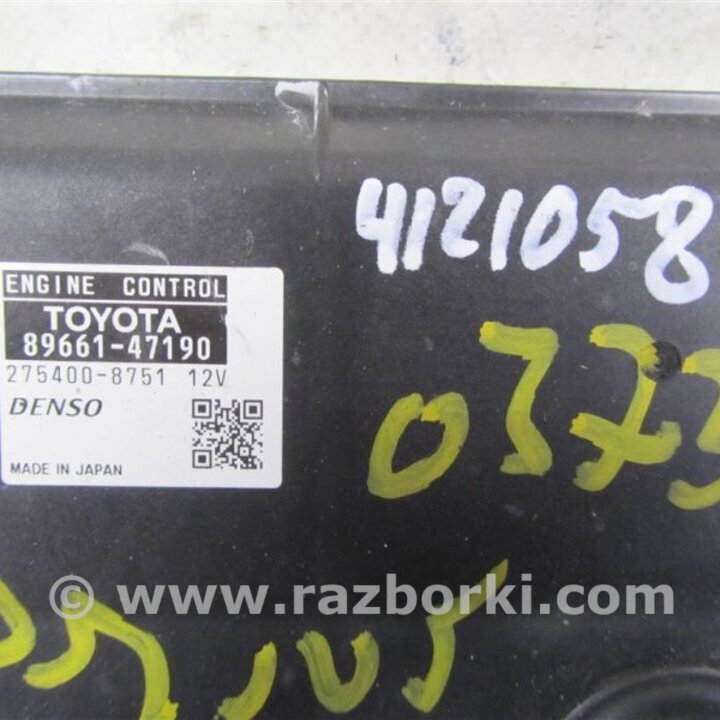 4121058
ENGINE CONTROL
TOYOTA
89661-47190
275400-8751 12V
DENSO
MADE IN JAPAN
© www.razborki.com